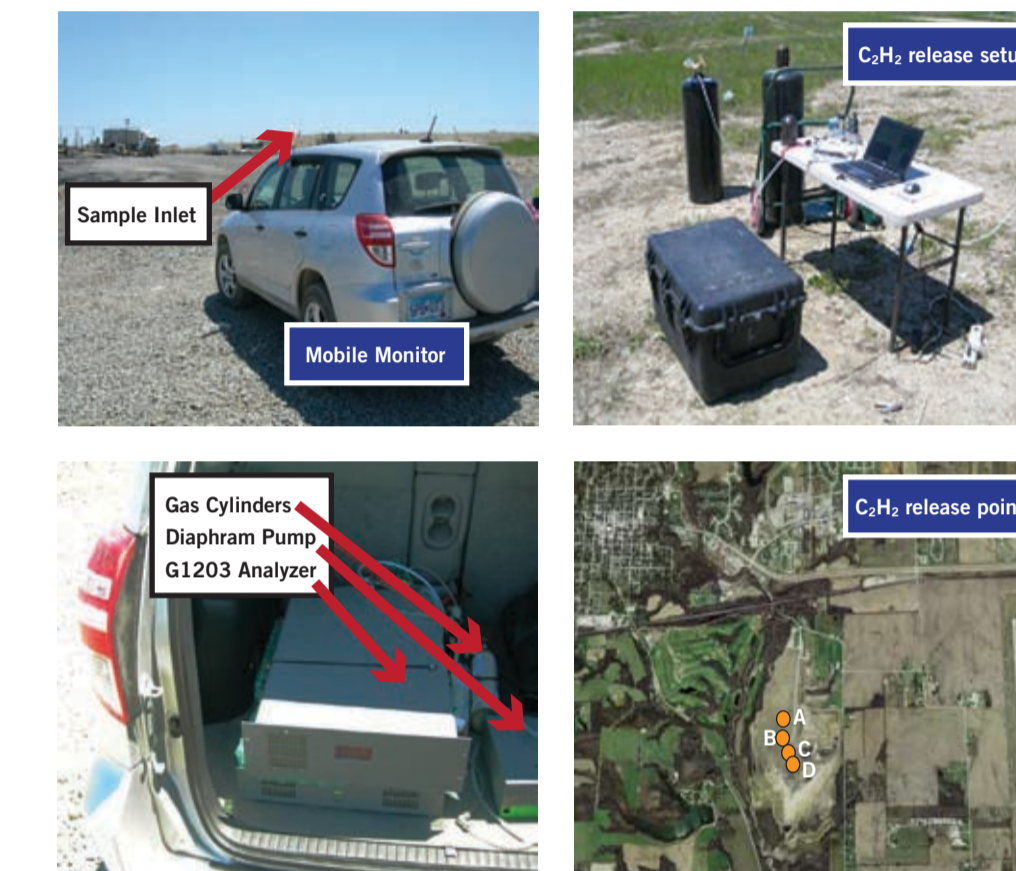 Sample Inlet
Mobile Monitor
C₂H₂ release setu
Gas Cylinders
Diaphram Pump
G1203 Analyzer
C₂H₂ release poin
A
B
C
D